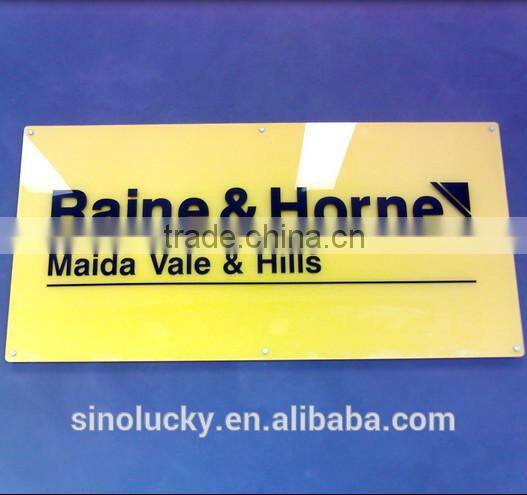 Raine & Horne
trade.china.cn
Maida Vale & Hills
sinolucky.en.alibaba.com